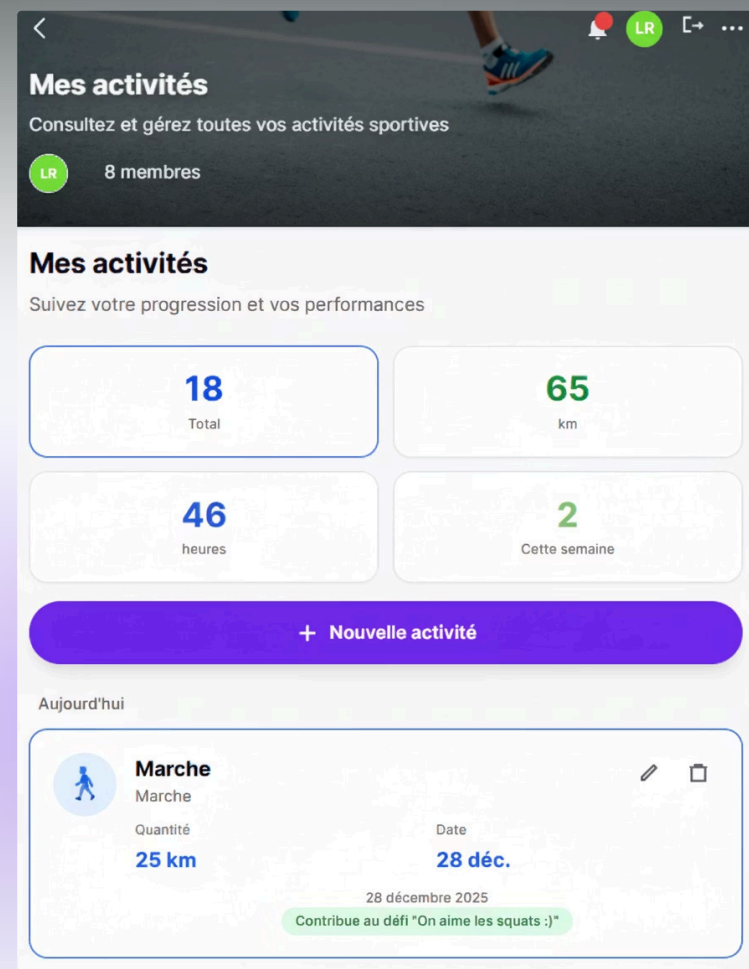 LR
Mes activités
Consultez et gérez toutes vos activités sportives
LR 8 membres
Mes activités
Suivez votre progression et vos performances
18
Total
65
km
46
heures
2
Cette semaine
+ Nouvelle activité
Aujourd'hui
Marche
Marche
Quantité
25 km
Date
28 déc.
28 décembre 2025
Contribue au défi "On aime les squats :)"